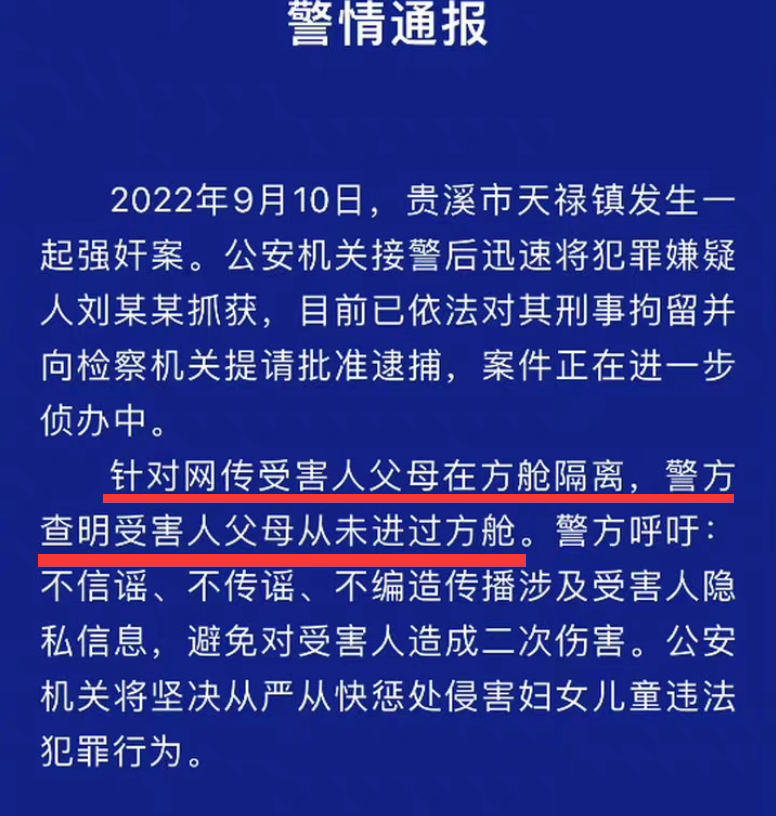 警情通报
2022年9月10日，贵溪市天禄镇发生一
起强奸案。公安机关接警后迅速将犯罪嫌疑
人刘某某抓获，目前已依法对其刑事拘留并
向检察机关提请批准逮捕，案件正在进一步
侦办中。
针对网传受害人父母在方舱隔离，警方
查明受害人父母从未进过方舱。警方呼吁：
不信谣、不传谣、不编造传播涉及受害人隐
私信息，避免对受害人造成二次伤害。公安
机关将坚决从严从快惩处侵害妇女儿童违法
犯罪行为。